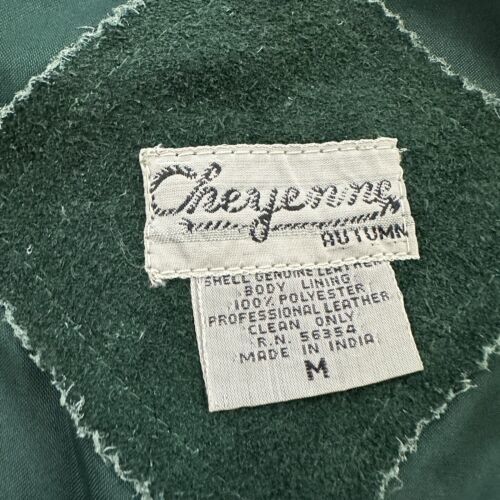 Cheyenne
AUTUMN
SHELL GENUINE LEATHER
BODY LINING
100% POLYESTER
PROFESSIONAL LEATHER
CLEAN ONLY
R.N. 56354
MADE IN INDIA
M